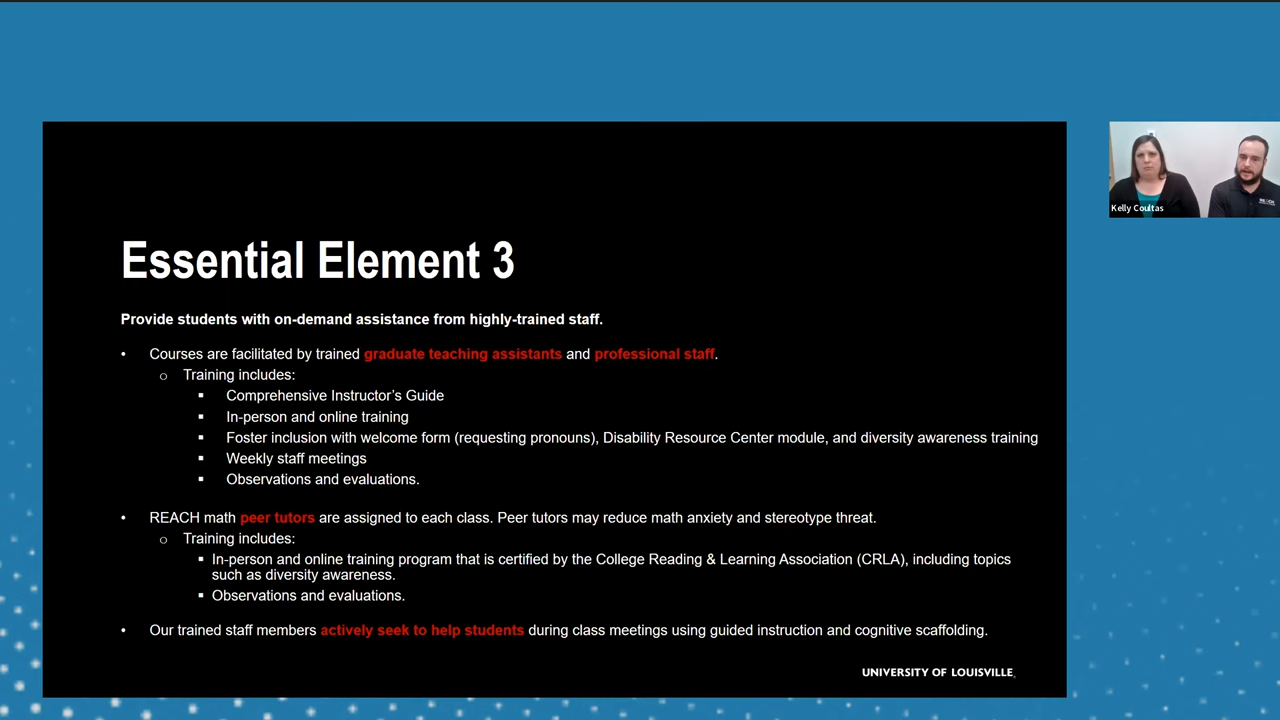 Essential Element 3
Provide students with on-demand assistance from highly-trained staff.
• Courses are facilitated by trained graduate teaching assistants and professional staff.
o Training includes:
▪ Comprehensive Instructor’s Guide
▪ In-person and online training
▪ Foster inclusion with welcome form (requesting pronouns), Disability Resource Center module, and diversity awareness training
▪ Weekly staff meetings
▪ Observations and evaluations.
• REACH math peer tutors are assigned to each class. Peer tutors may reduce math anxiety and stereotype threat.
o Training includes:
▪ In-person and online training program that is certified by the College Reading & Learning Association (CRLA), including topics
such as diversity awareness.
▪ Observations and evaluations.
• Our trained staff members actively seek to help students during class meetings using guided instruction and cognitive scaffolding.
UNIVERSITY OF LOUISVILLE.
Kelly Coultas